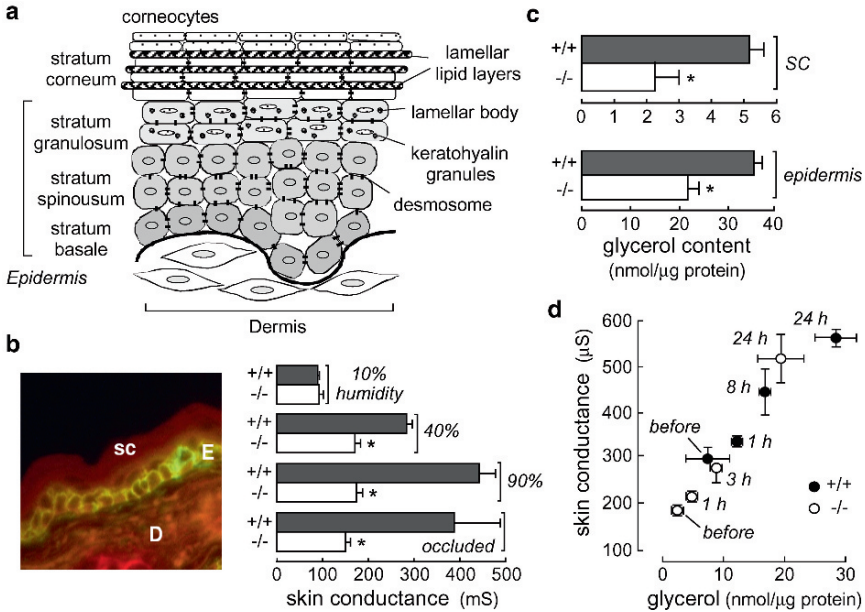 a
corneocytes
stratum
corneum
lamellar
lipid layers
stratum
granulosum
lamellar body
keratohyalin
granules
stratum
spinousum
desmosome
stratum
basale
Epidermis
Dermis
b
sc
E
D
+/+
-/-
10%
humidity
+/+
-/-
*
40%
+/+
-/-
*
90%
+/+
-/-
*
occluded
0 100 200 300 400 500
skin conductance (mS)
c
+/+
-/-
*
SC
0 1 2 3 4 5 6
+/+
-/-
*
epidermis
0 10 20 30 40
glycerol content
(nmol/µg protein)
d
600
500
400
300
200
100
skin conductance (µS)
24 h
24 h
8 h
before
1 h
3 h
1 h
before
+/+
-/-
0 10 20 30
glycerol (nmol/µg protein)